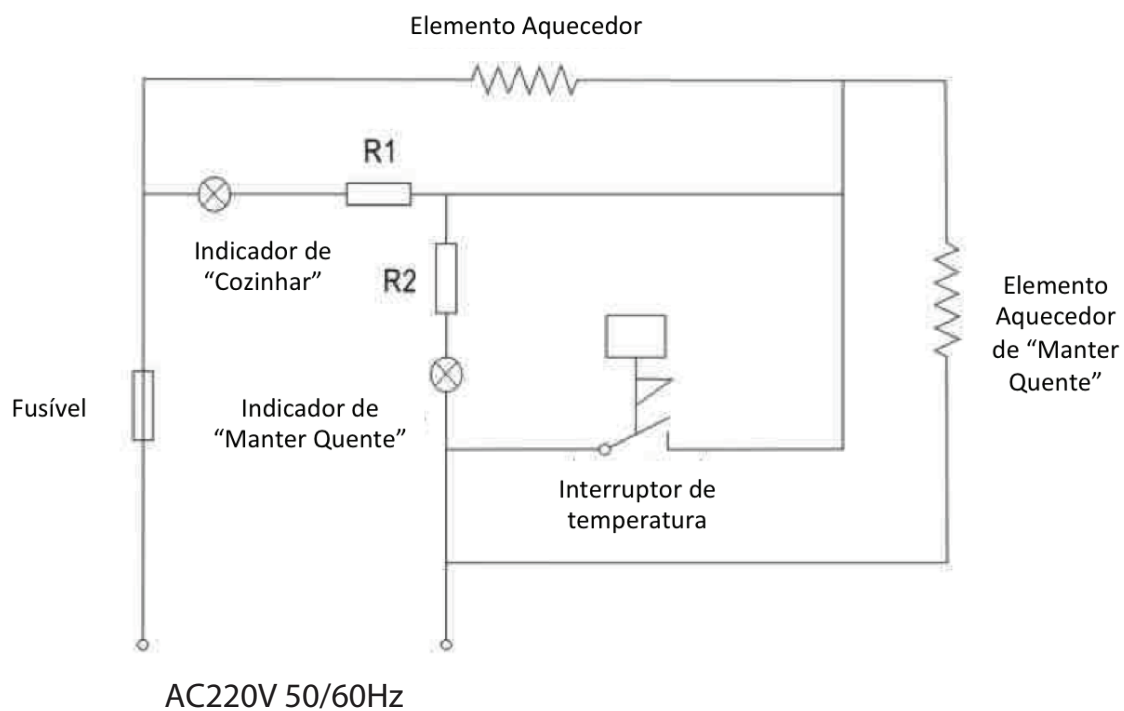 Elemento Aquecedor
R1
Indicador de
“Cozinhar”
R2
Elemento
Aquecedor
de “Manter
Quente”
Fusível
Indicador de
“Manter Quente”
Interruptor de
temperatura
AC220V 50/60Hz